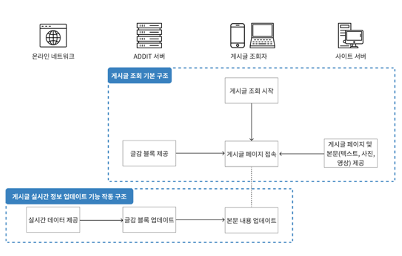 온라인 네트워크
ADDIT 서버
게시글 조회자
사이트 서버
게시글 조회 기본 구조
게시글 조회 시작
글감 블록 제공
게시글 페이지 접속
게시글 페이지 및
본문(텍스트, 사진,
영상) 제공
게시글 실시간 정보 업데이트 기능 작동 구조
실시간 데이터 제공
글감 블록 업데이트
본문 내용 업데이트